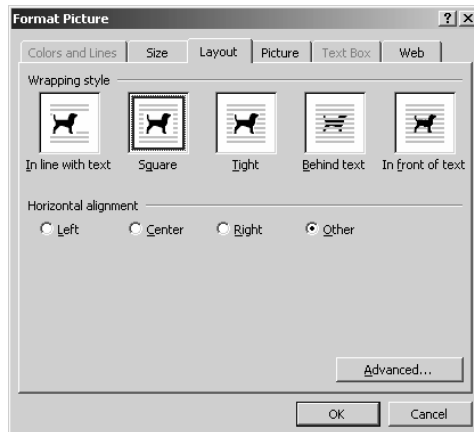 Format Picture
Colors and Lines Size Layout Picture Text Box Web
Wrapping style
In line with text Square Tight Behind text In front of text
Horizontal alignment
Left Center Right Other
Advanced...
OK Cancel